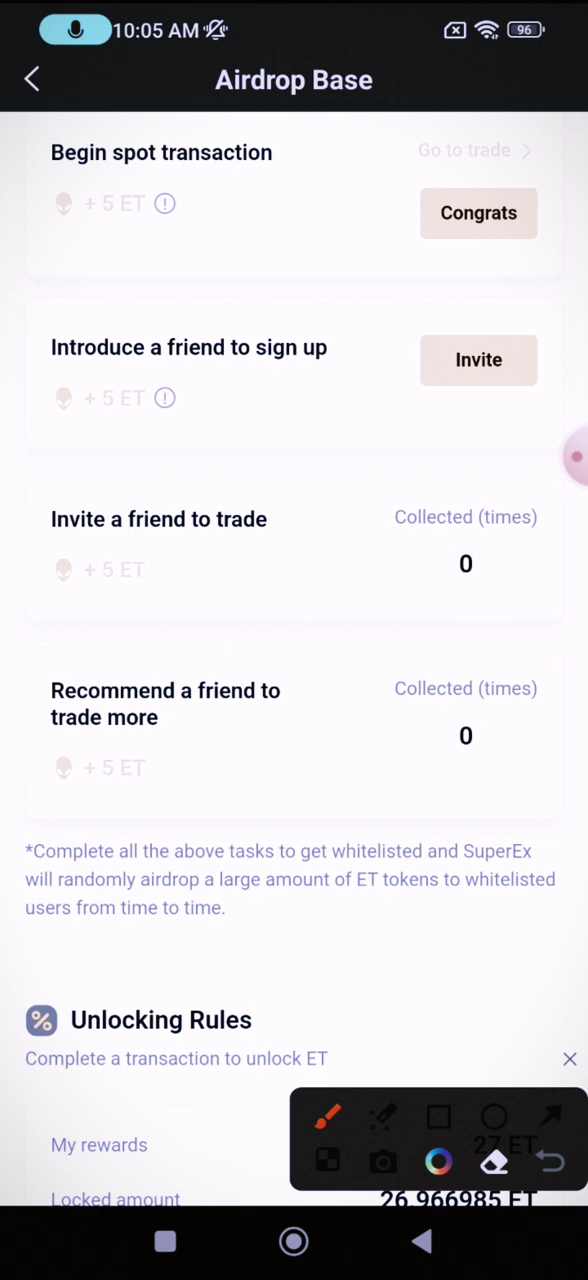 10:05 AM
96
Airdrop Base
Begin spot transaction
Go to trade
+ 5 ET
Congrats
Introduce a friend to sign up
Invite
+ 5 ET
Invite a friend to trade
Collected (times)
+ 5 ET
0
Recommend a friend to
trade more
Collected (times)
0
+ 5 ET
*Complete all the above tasks to get whitelisted and SuperEx
will randomly airdrop a large amount of ET tokens to whitelisted
users from time to time.
% Unlocking Rules
Complete a transaction to unlock ET
My rewards
27 ET
Locked amount
26.966985 ET